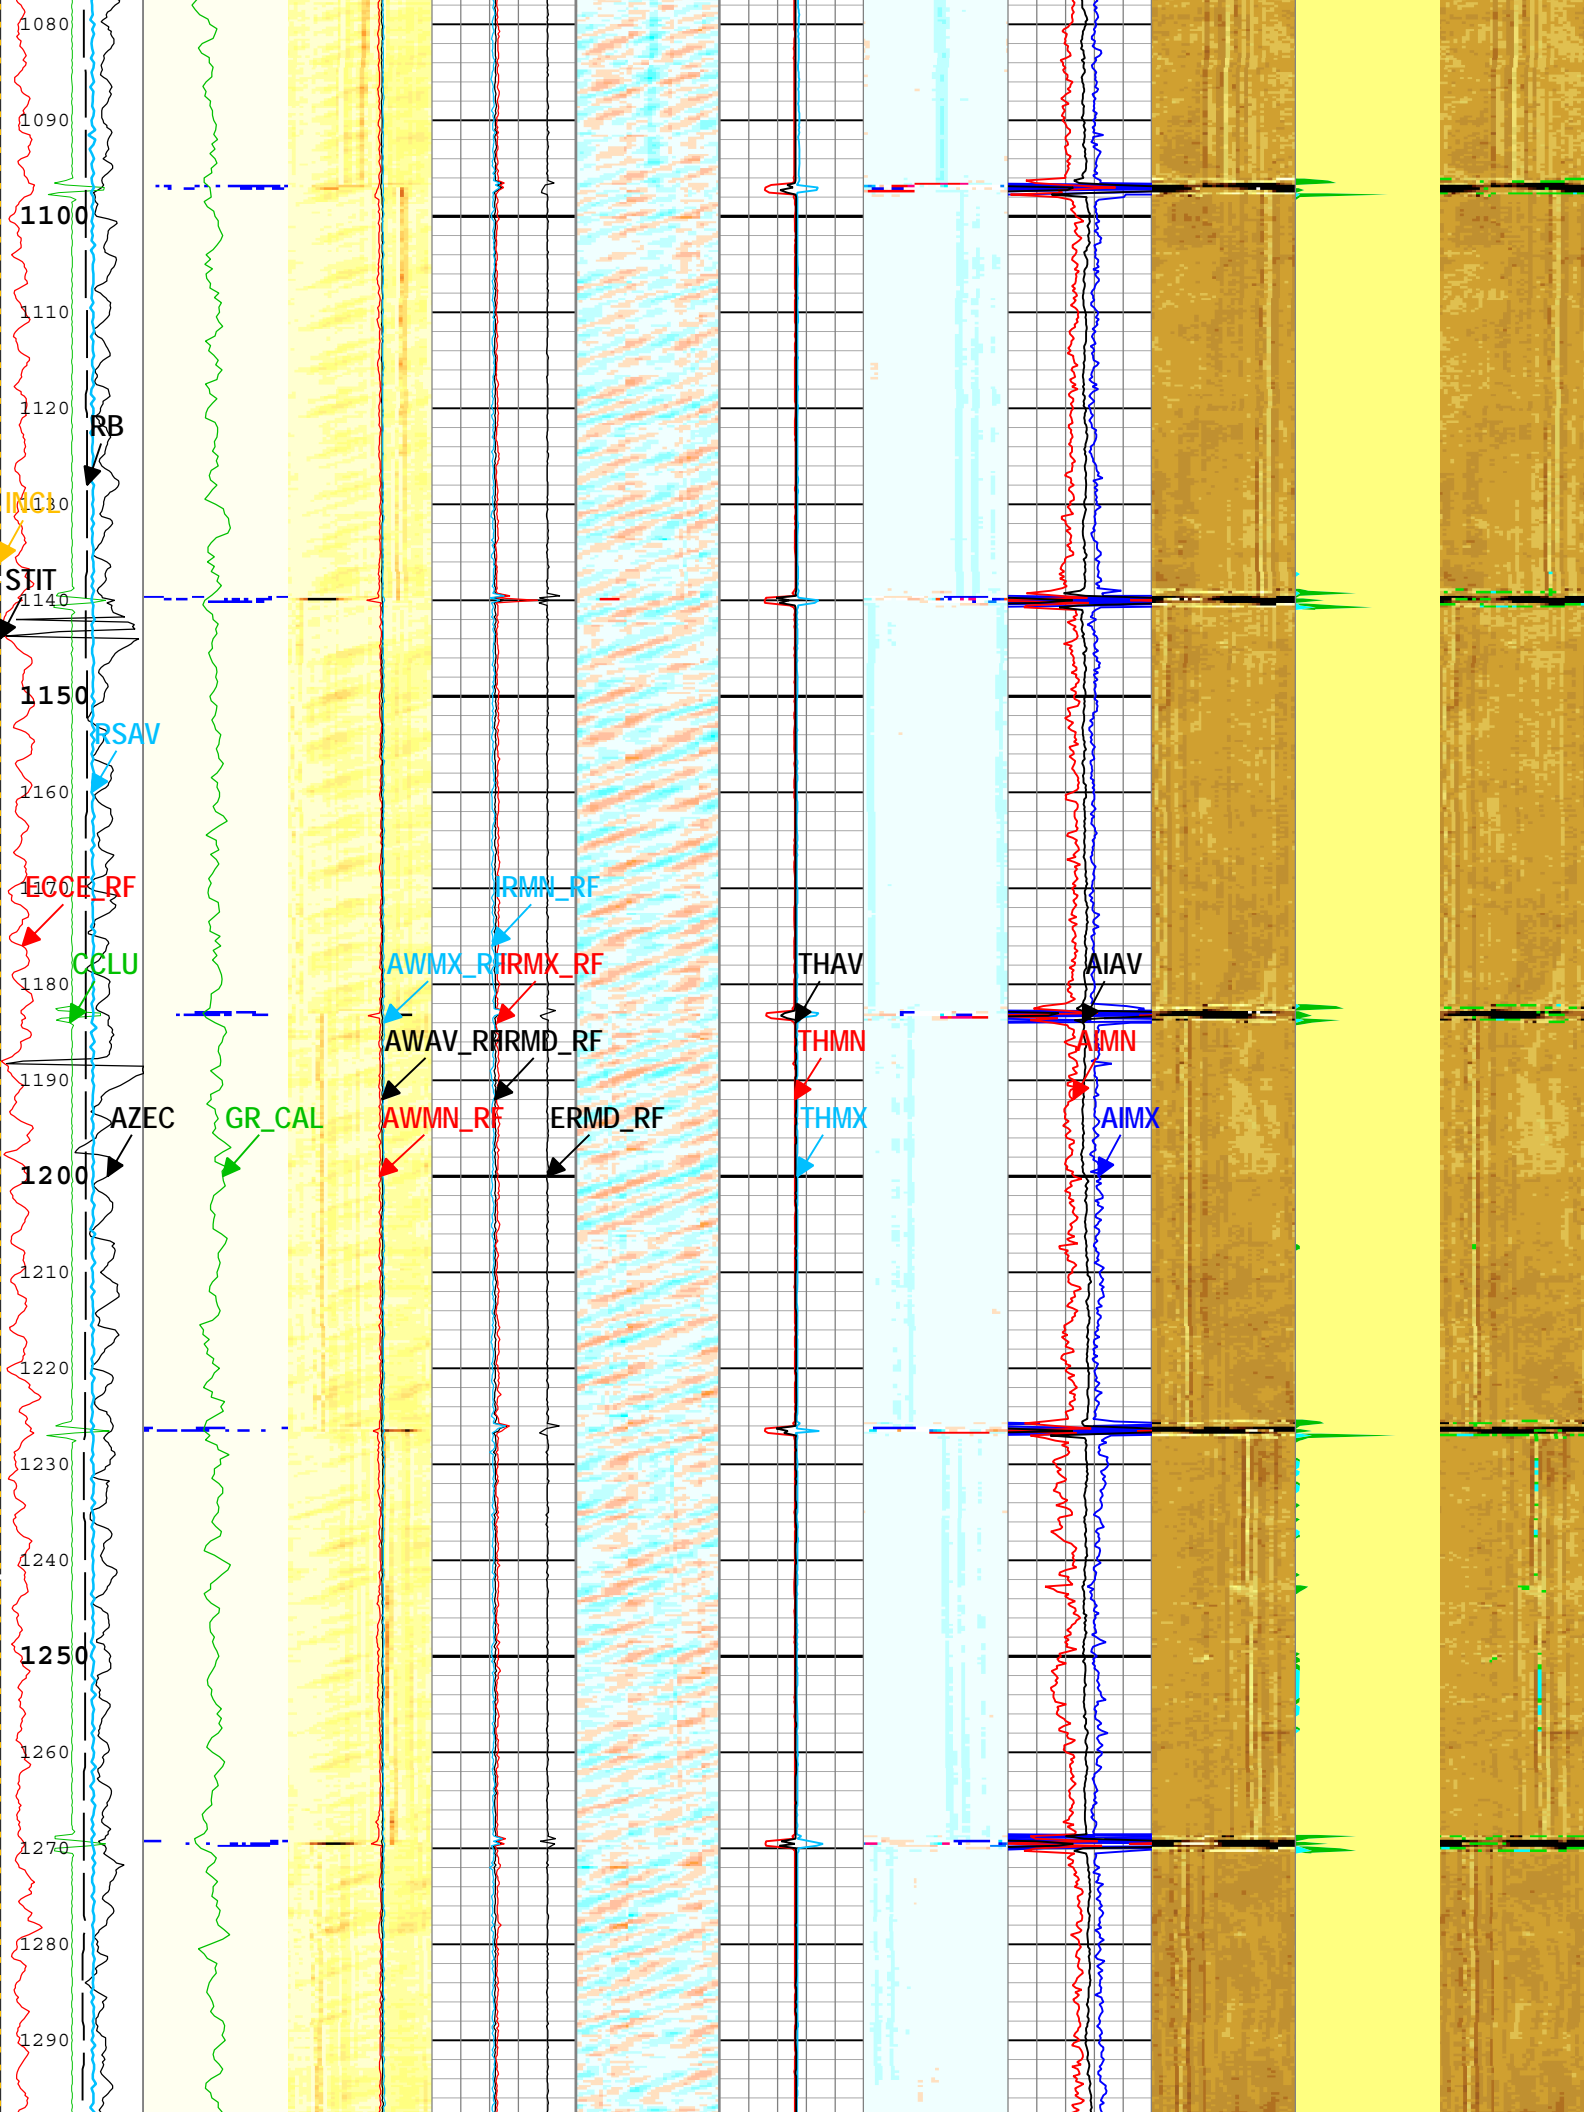 1080
1090
1100
1110
1120
RB
INCL
1130
STIT
1140
1150
RSAV
1160
1170
ECCE_RF
IRMN_RF
CCLU
AWMX_RF
IRMX_RF
THAV
AIAV
1180
AWAV_RF
IRMD_RF
THMN
AIMN
1190
AZEC
GR_CAL
AWMN_RF
ERMD_RF
THMX
AIMX
1200
1210
1220
1230
1240
1250
1260
1270
1280
1290